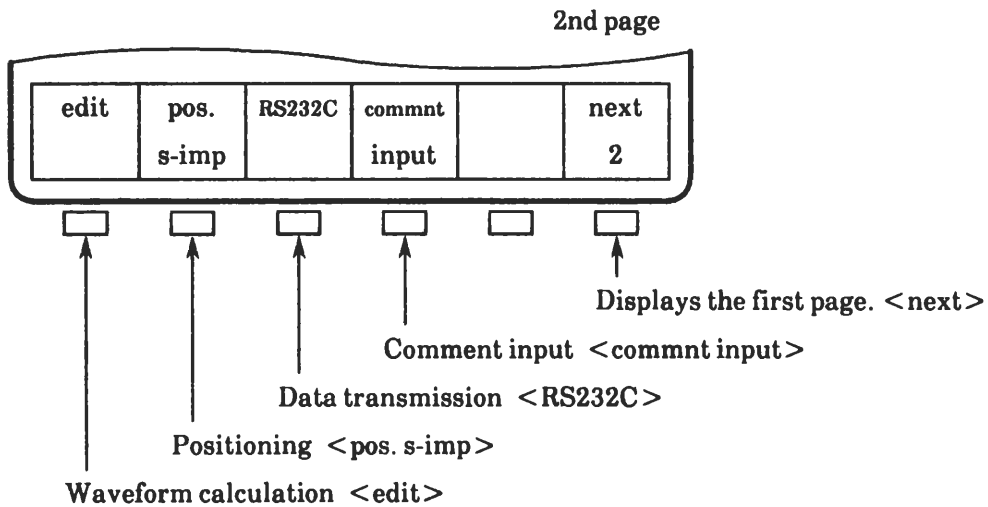 2nd page
edit
pos.
s-imp
RS232C
commnt
input
next
2
Displays the first page. <next>
Comment input <commnt input>
Data transmission <RS232C>
Positioning <pos. s-imp>
Waveform calculation <edit>